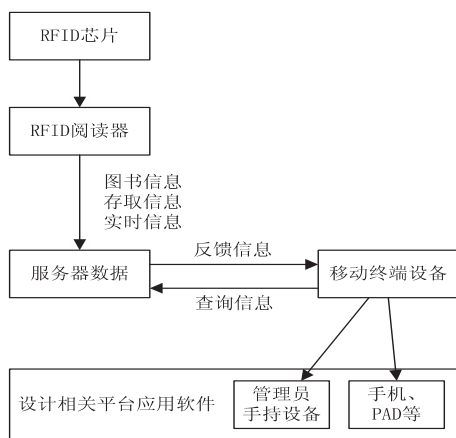 RFID芯片
RFID阅读器
图书信息
存取信息
实时信息
反馈信息
服务器数据
移动终端设备
查询信息
设计相关平台应用软件
管理员
手持设备
手机、
PAD等